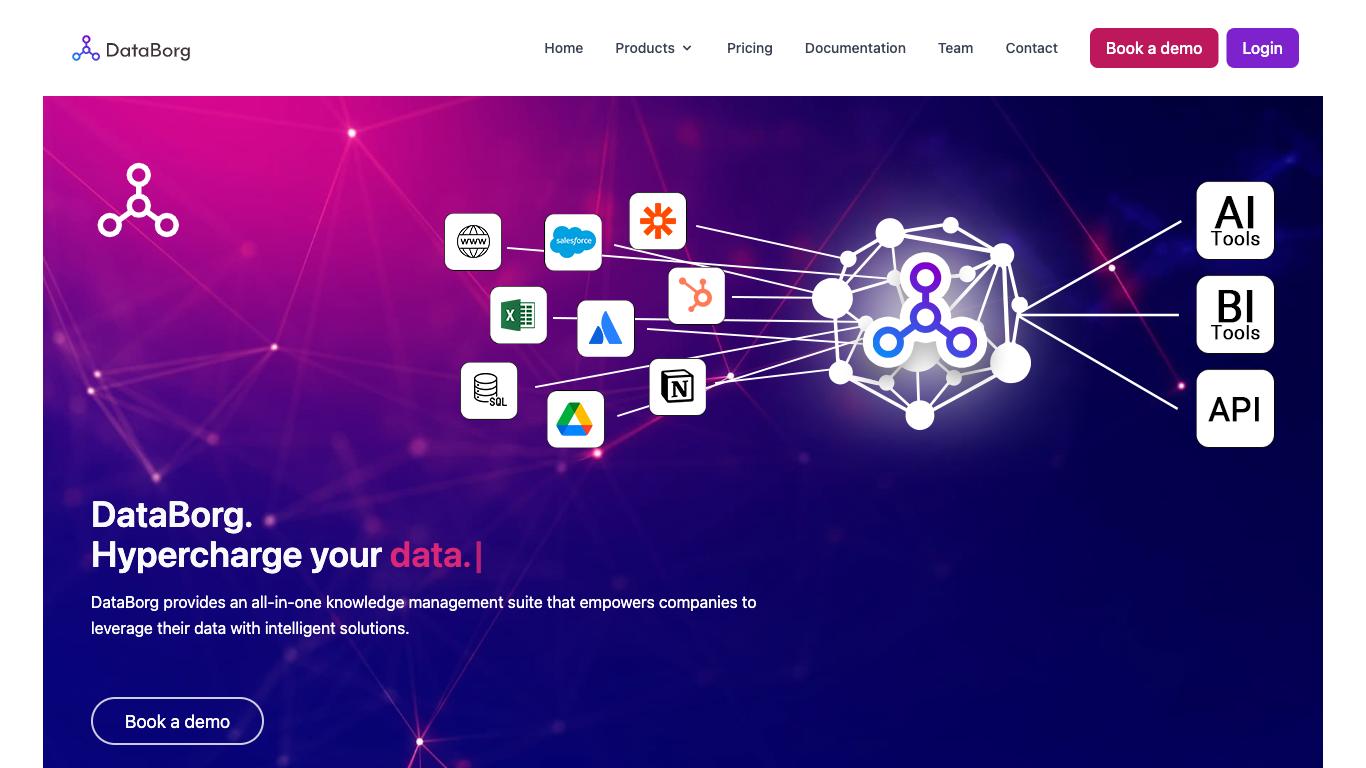 DataBorg
Home
Products
Pricing
Documentation
Team
Contact
Book a demo
Login
www
salesforce
X
SQL
N
AI
Tools
BI
Tools
API
DataBorg.
Hypercharge your data.|
DataBorg provides an all-in-one knowledge management suite that empowers companies to
leverage their data with intelligent solutions.
Book a demo